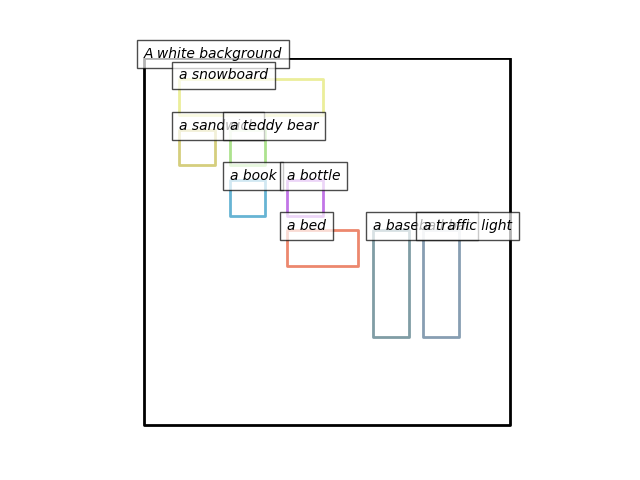 A white background
a snowboard
a sandwich
a teddy bear
a book
a bottle
a bed
a baseball bat
a traffic light